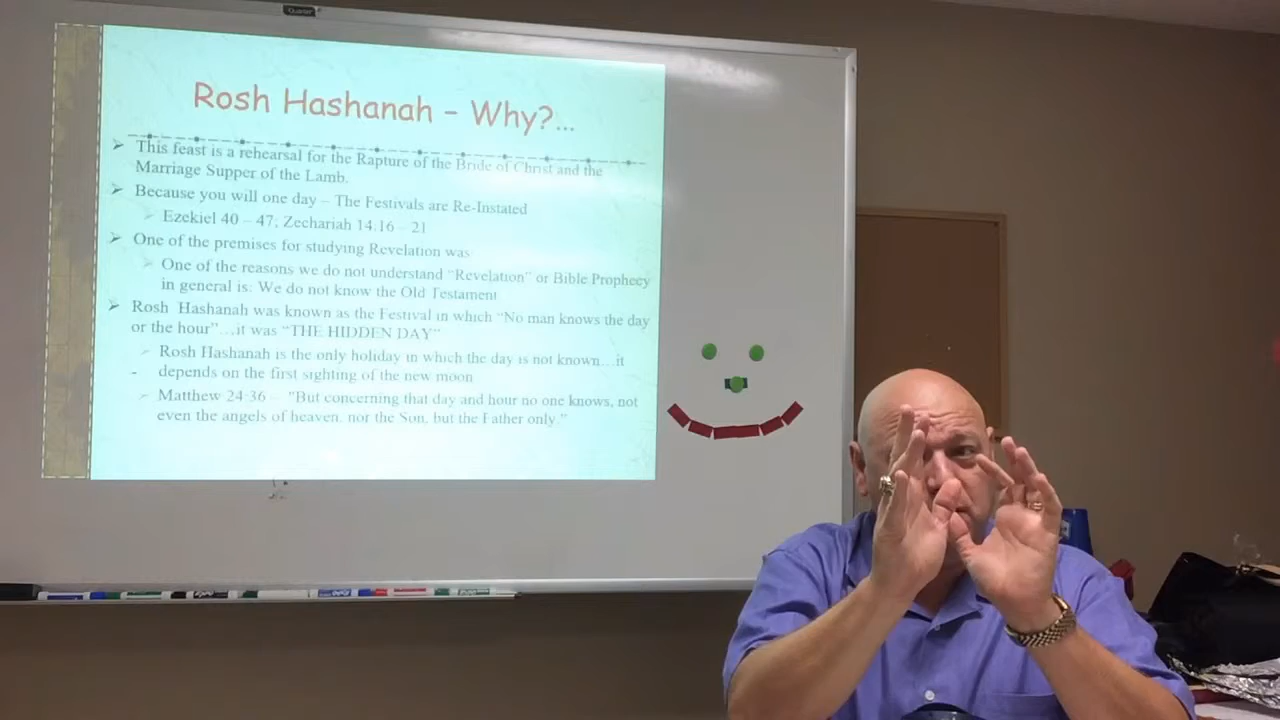 Quartet
Rosh Hashanah – Why?...
This feast is a rehearsal for the Rapture of the Bride of Christ and the
Marriage Supper of the Lamb.
Because you will one day – The Festivals are Re-Instated
Ezekiel 40 – 47; Zechariah 14:16 – 21
One of the premises for studying Revelation was
One of the reasons we do not understand "Revelation" or Bible Prophecy
in general is: We do not know the Old Testament
Rosh Hashanah was known as the Festival in which "No man knows the day
or the hour"…it was "THE HIDDEN DAY"
Rosh Hashanah is the only holiday in which the day is not known…it
depends on the first sighting of the new moon
Matthew 24:36 – "But concerning that day and hour no one knows, not
even the angels of heaven, nor the Son, but the Father only."